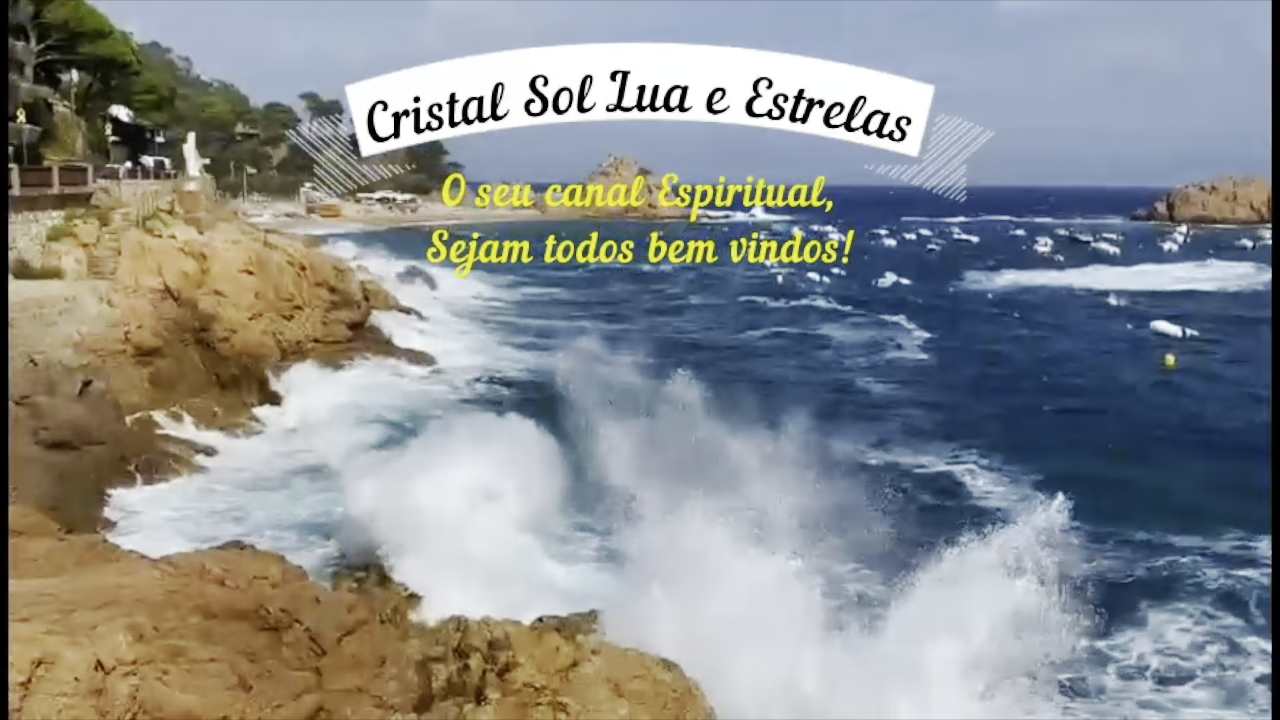 Cristal Sol Lua e Estrelas
O seu canal Espiritual,
Sejam todos bem vindos!